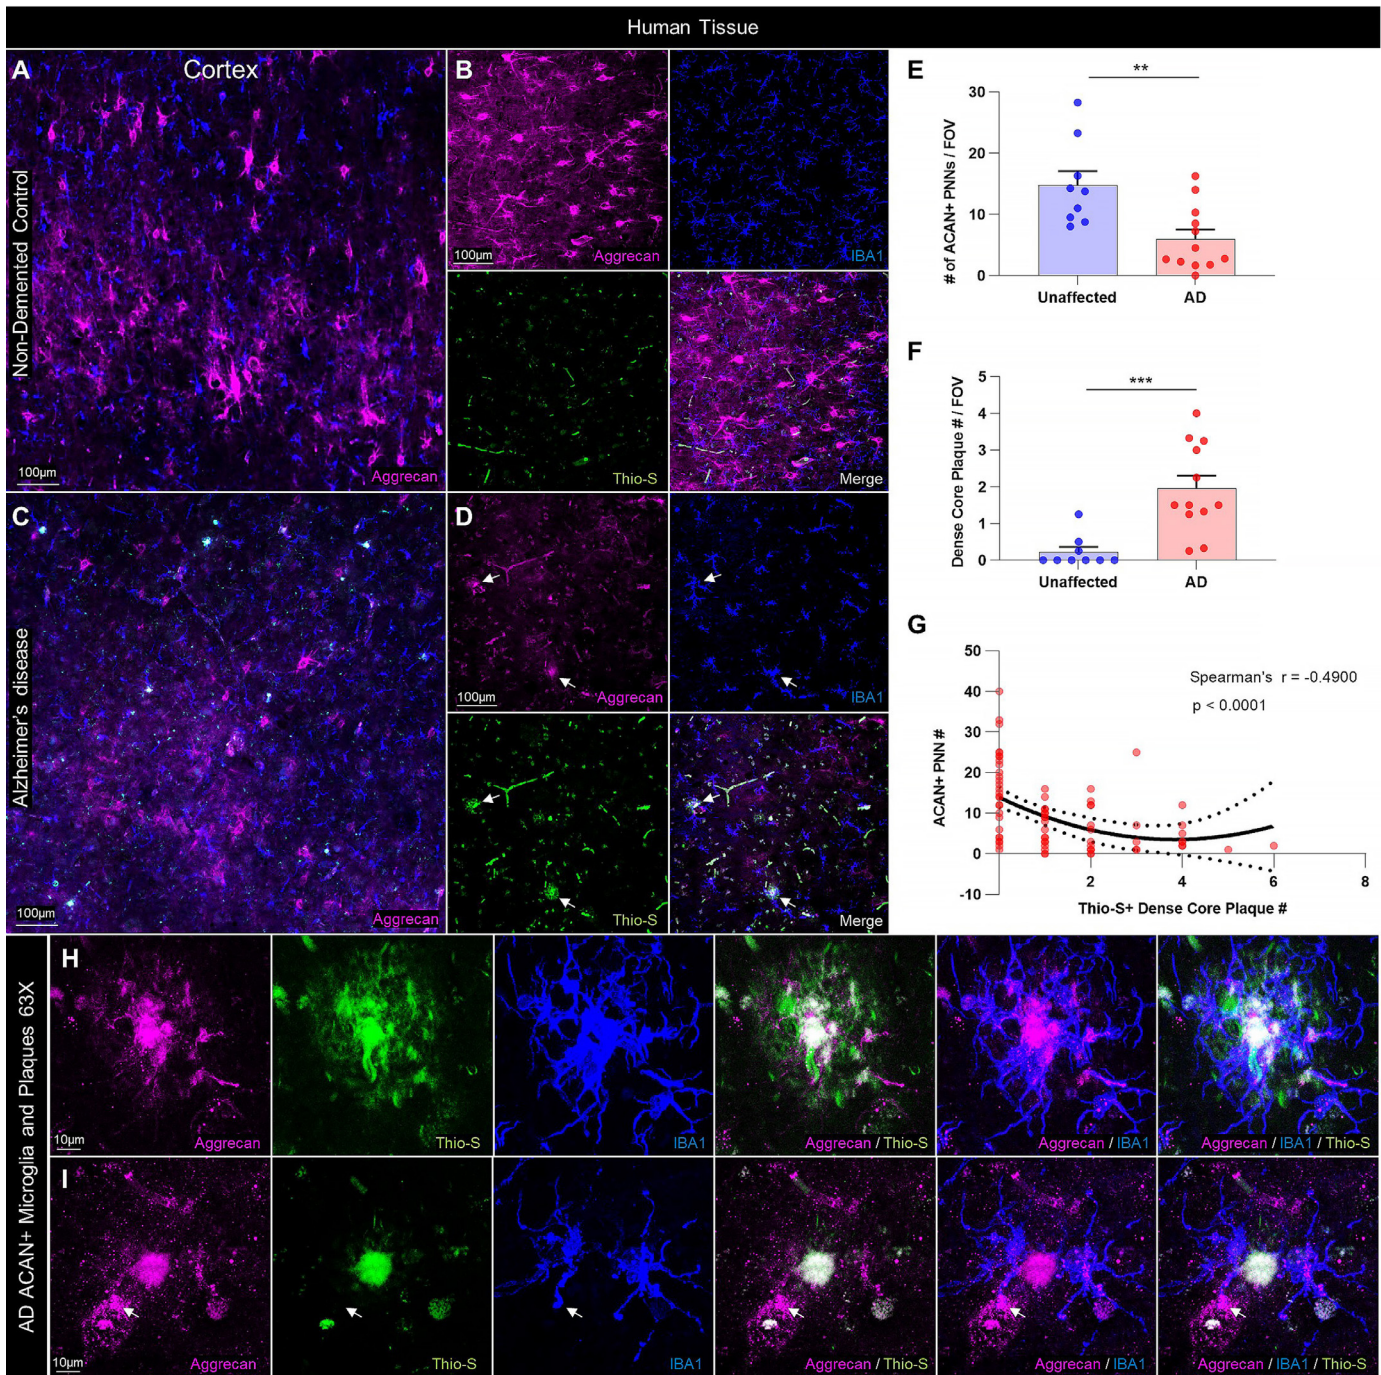 Human Tissue
A
Cortex
Non-Demented Control
100µm
Aggrecan
B
100µm
Aggrecan
IBA1
Thio-S
Merge
C
Alzheimer's disease
100µm
Aggrecan
D
100µm
Aggrecan
IBA1
Thio-S
Merge
E
**
# of ACAN+ PNNs / FOV
30
20
10
0
Unaffected
AD
F
***
Dense Core Plaque # / FOV
5
4
3
2
1
0
Unaffected
AD
G
Spearman's r = -0.4900
p < 0.0001
ACAN+ PNN #
50
40
30
20
10
0
-10
2
4
6
8
Thio-S+ Dense Core Plaque #
AD ACAN+ Microglia and Plaques 63X
H
10µm
Aggrecan
Thio-S
IBA1
Aggrecan / Thio-S
Aggrecan / IBA1
Aggrecan / IBA1 / Thio-S
I
10µm
Aggrecan
Thio-S
IBA1
Aggrecan / Thio-S
Aggrecan / IBA1
Aggrecan / IBA1 / Thio-S